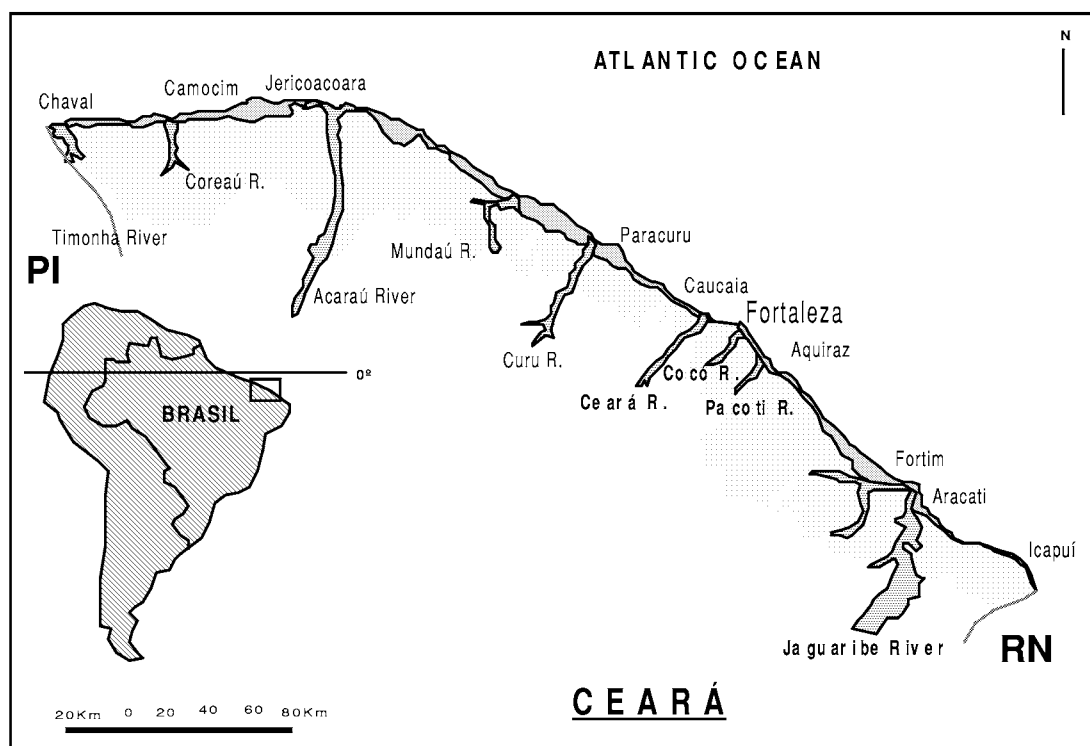 N
ATLANTIC OCEAN
Jericoacoara
Camocim
Chaval
Coreaú R.
Timonha River
Mundaú R.
Paracuru
PI
Acaraú River
Caucaia
Fortaleza
Curu R.
Aquiraz
Cocó R.
0º
Ceará R.
Pacoti R.
BRASIL
Fortim
Aracati
Icapuí
Jaguaribe River
RN
CEARÁ
20Km 0 20 40 60 80Km